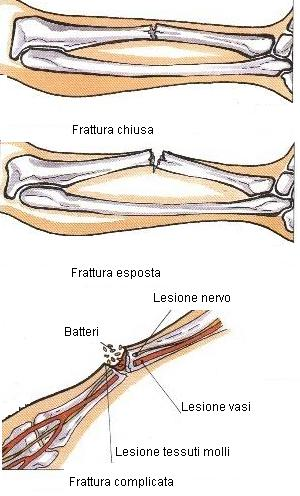 Frattura chiusa
Frattura esposta
Lesione nervo
Batteri
Lesione vasi
Lesione tessuti molli
Frattura complicata